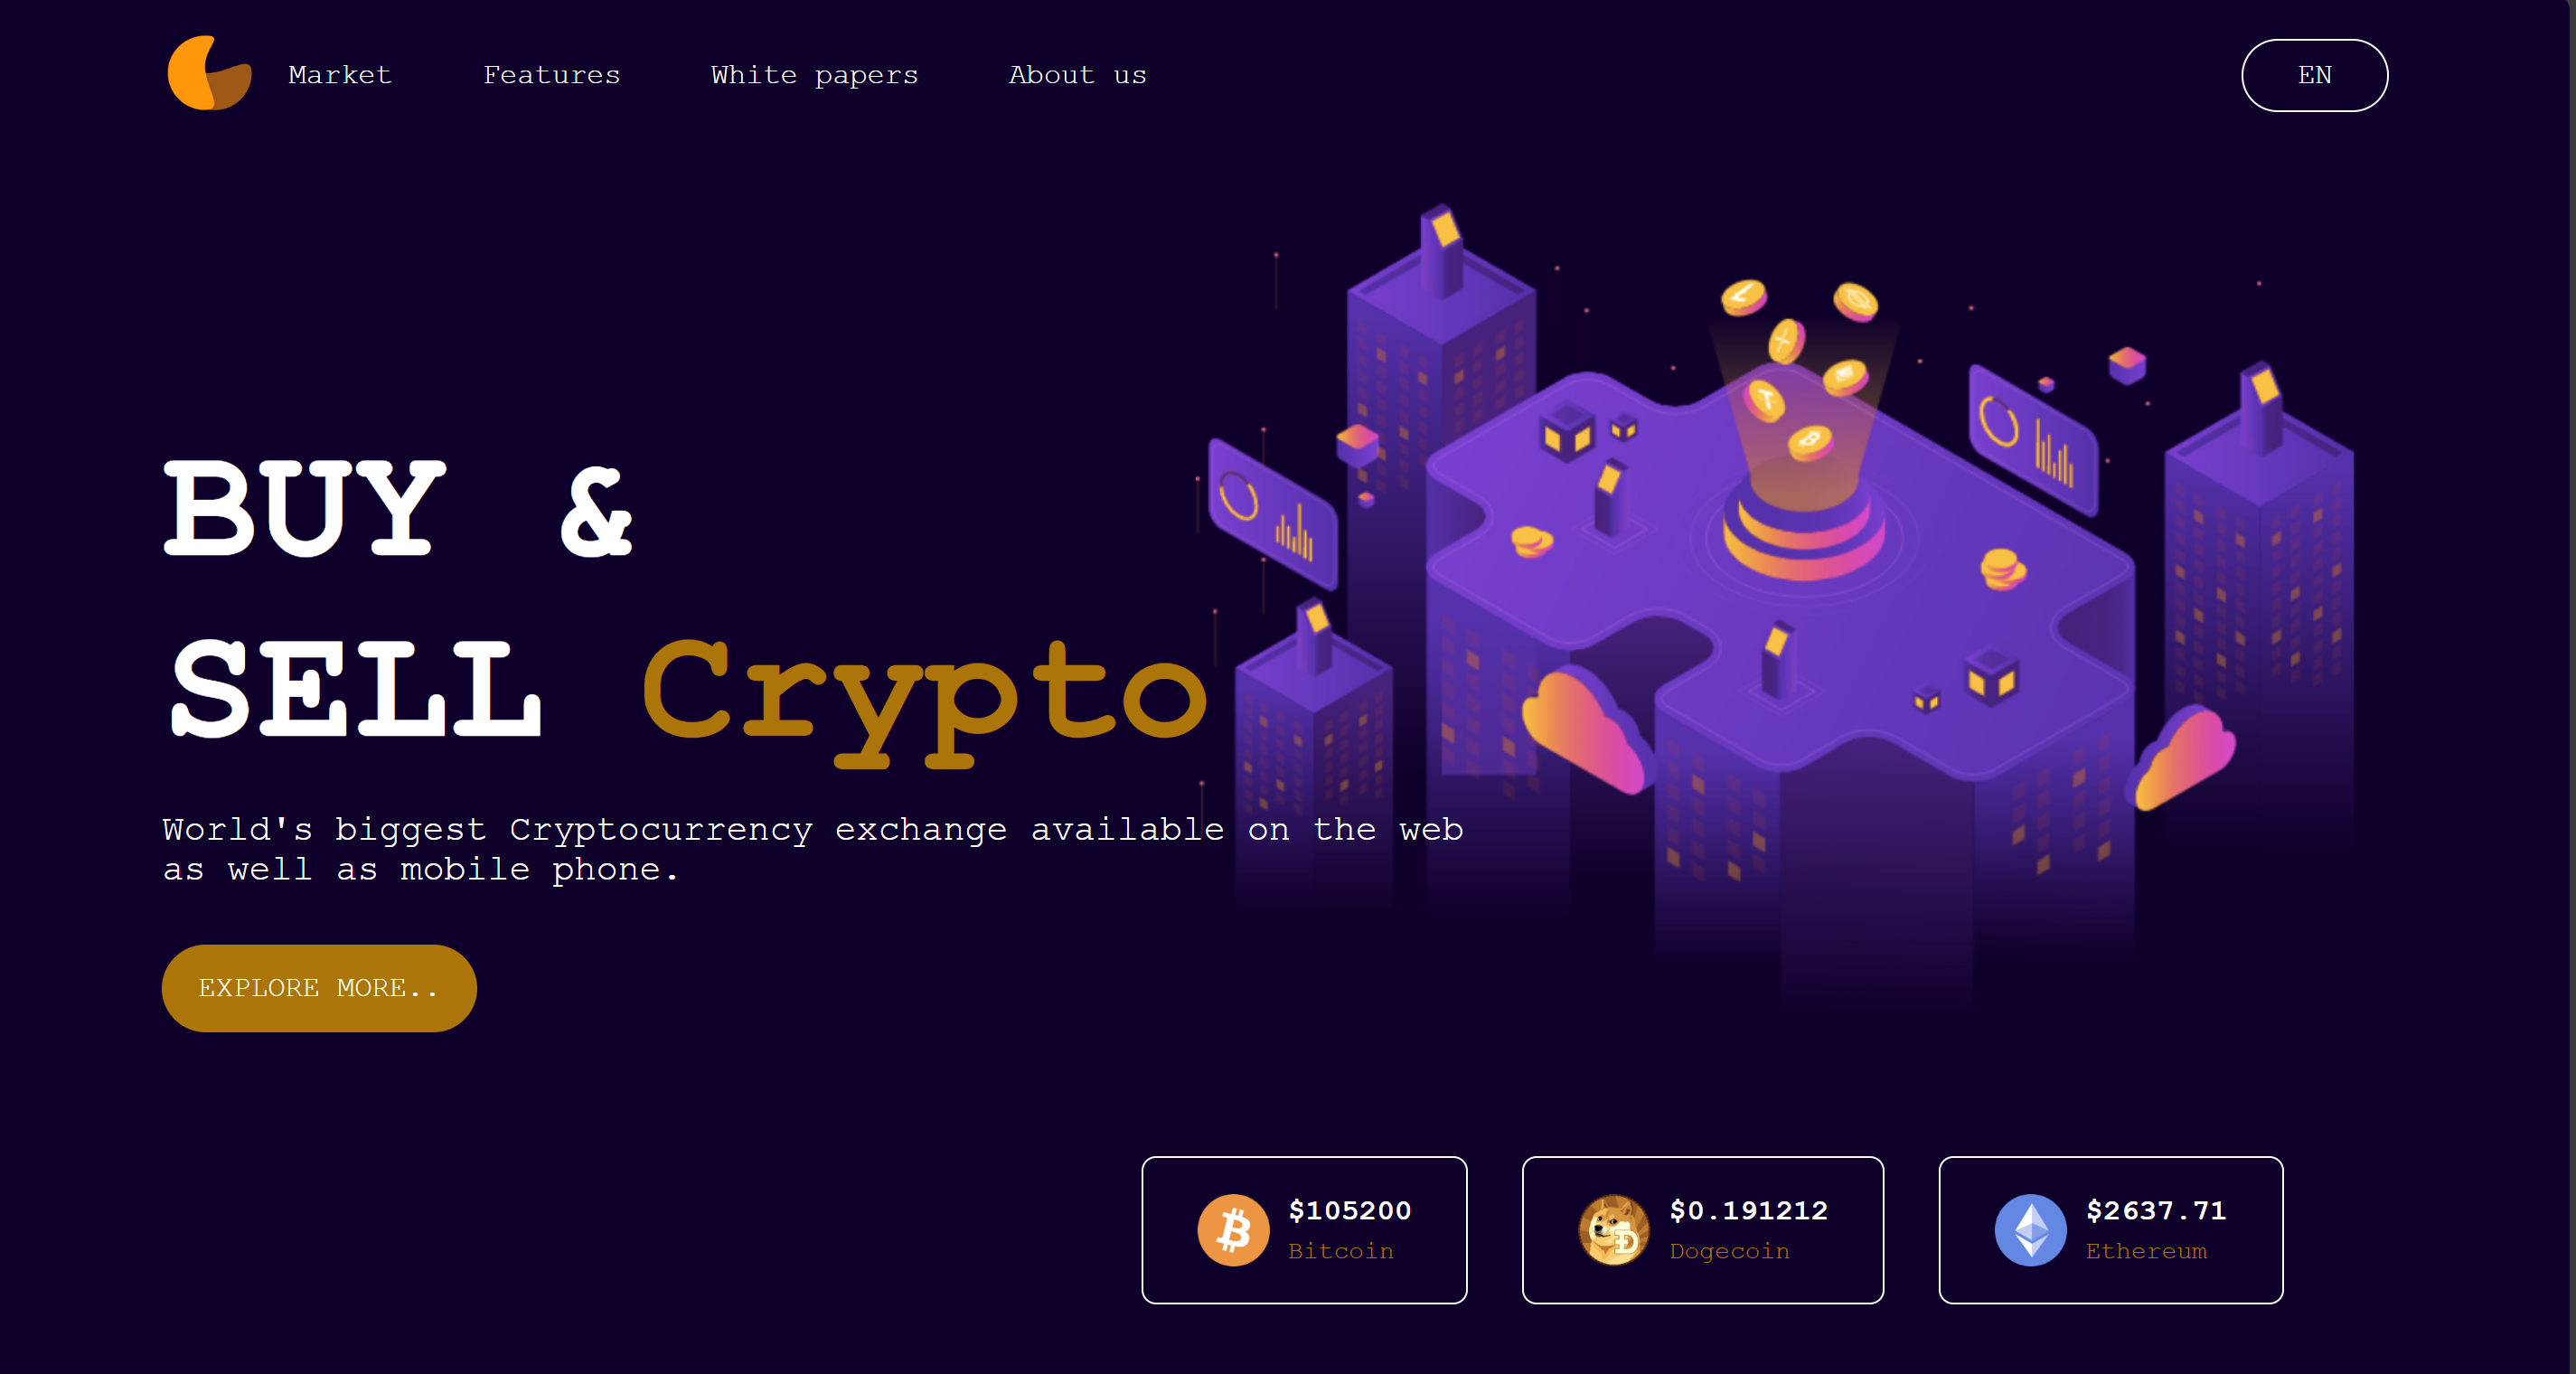 Market Features White papers About us EN
BUY &
SELL Crypto
World's biggest Cryptocurrency exchange available on the web
as well as mobile phone.
EXPLORE MORE..
$105200 $0.191212 $2637.71
Bitcoin Dogecoin Ethereum